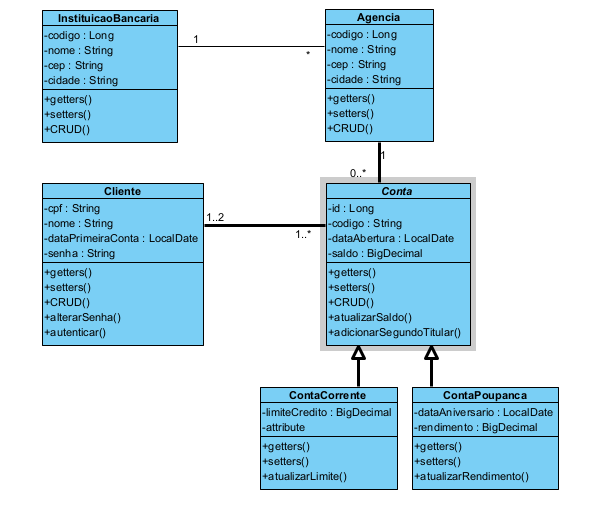 InstituicaoBancaria
-codigo : Long
-nome : String
-cep : String
-cidade : String
+getters()
+setters()
+CRUD()
1
*
Agencia
-codigo : Long
-nome : String
-cep : String
-cidade : String
+getters()
+setters()
+CRUD()
1
0..*
Cliente
-cpf : String
-nome : String
-dataPrimeiraConta : LocalDate
-senha : String
+getters()
+setters()
+CRUD()
+alterarSenha()
+autenticar()
1..2
1..*
Conta
-id : Long
-codigo : String
-dataAbertura : LocalDate
-saldo : BigDecimal
+getters()
+setters()
+CRUD()
+atualizarSaldo()
+adicionarSegundoTitular()
ContaCorrente
-limiteCredito : BigDecimal
-attribute
+getters()
+setters()
+atualizarLimite()
ContaPoupanca
-dataAniversario : LocalDate
-rendimento : BigDecimal
+getters()
+setters()
+atualizarRendimento()